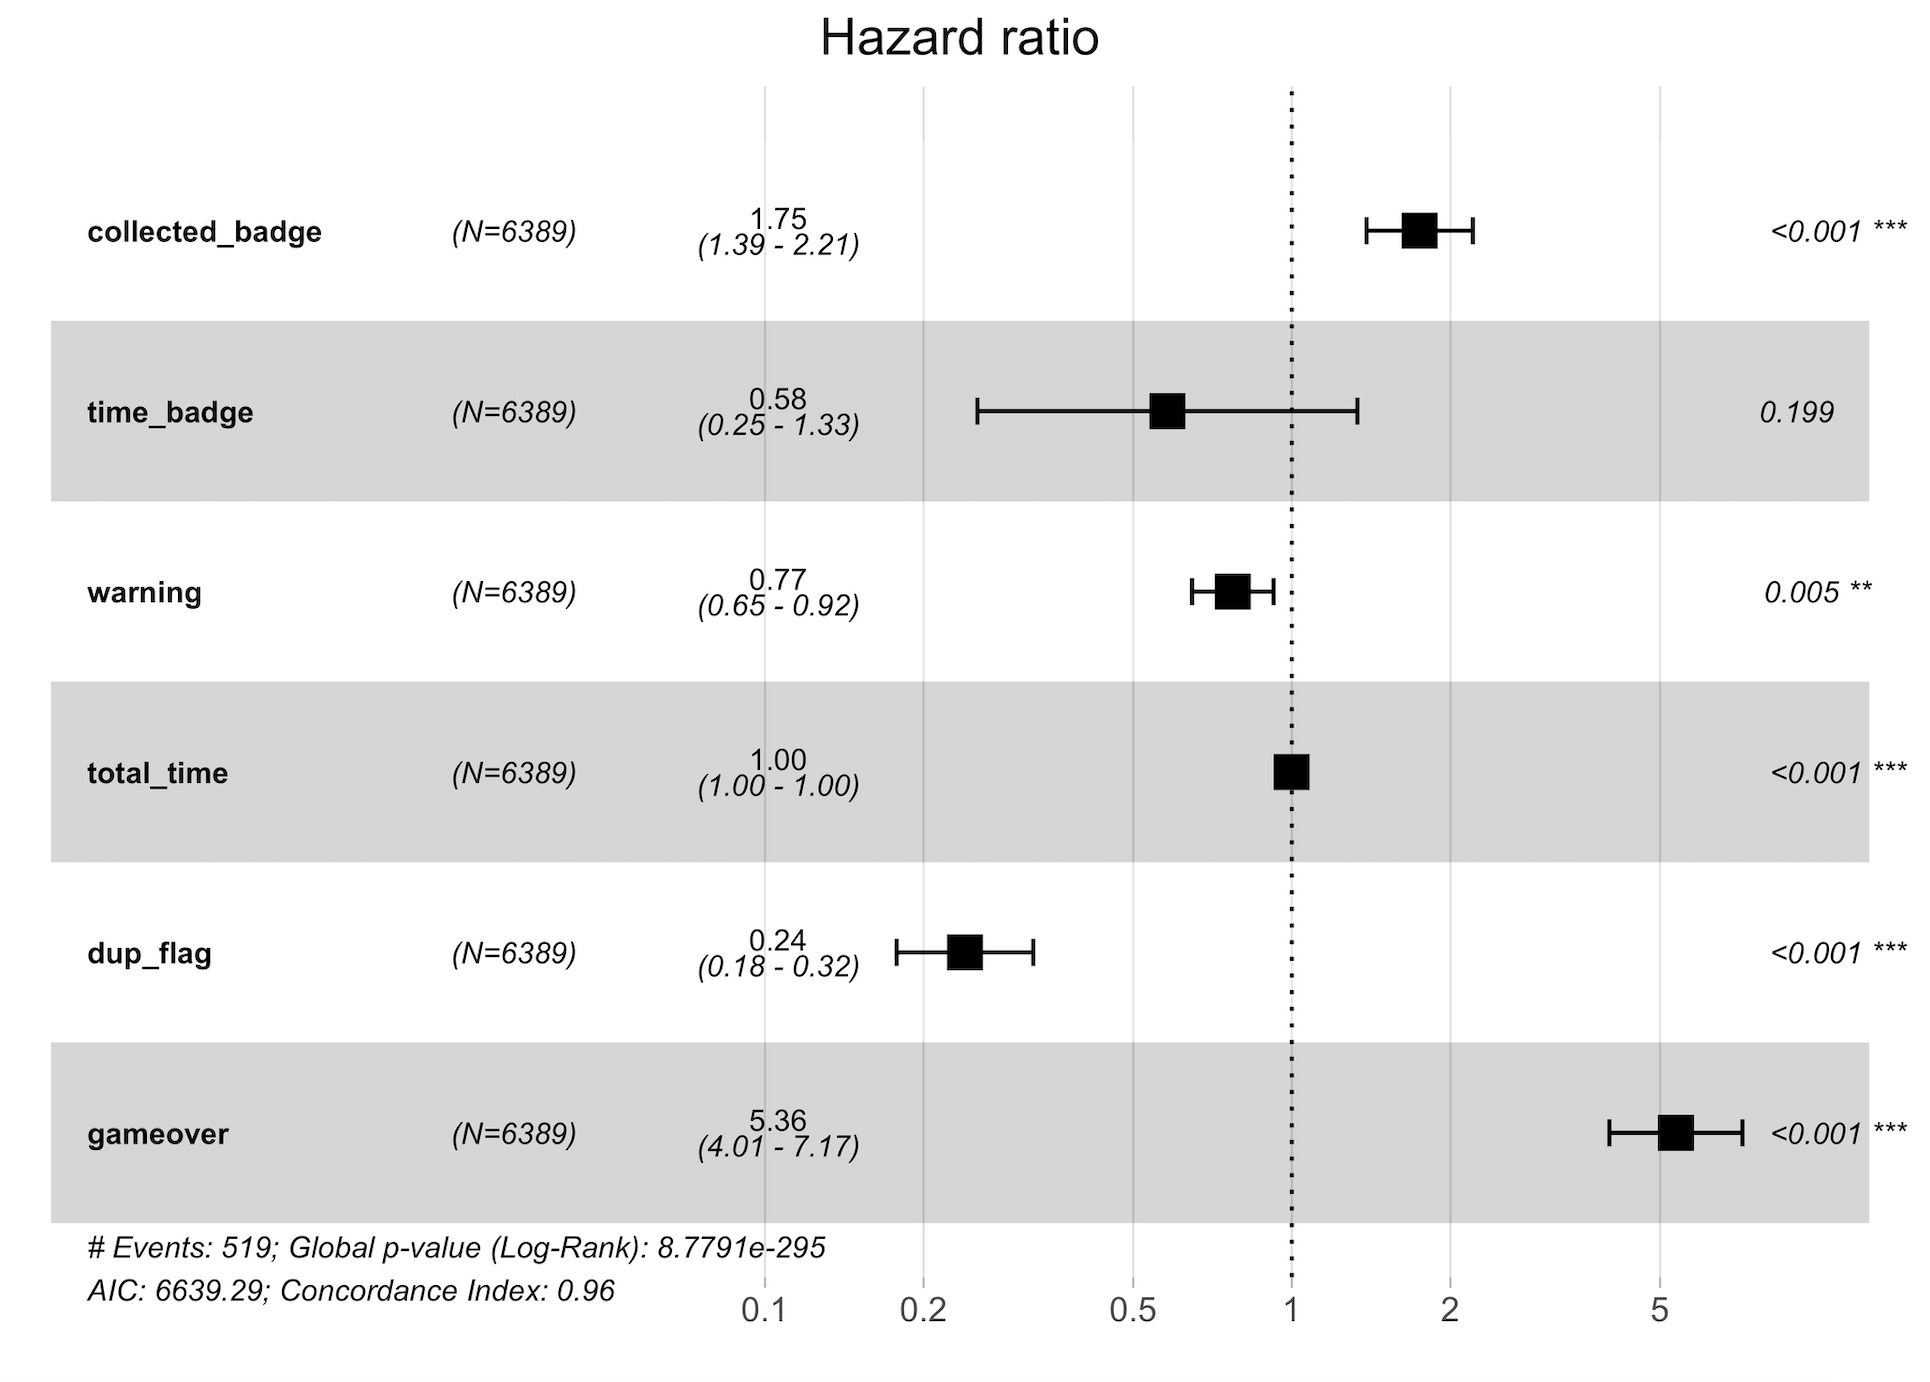 Hazard ratio
collected_badge (N=6389) 1.75 <0.001 ***
(1.39 - 2.21)
time_badge (N=6389) 0.58 0.199
(0.25 - 1.33)
warning (N=6389) 0.77 0.005 **
(0.65 - 0.92)
total_time (N=6389) 1.00 <0.001 ***
(1.00 - 1.00)
dup_flag (N=6389) 0.24 <0.001 ***
(0.18 - 0.32)
gameover (N=6389) 5.36 <0.001 ***
(4.01 - 7.17)
# Events: 519; Global p-value (Log-Rank): 8.7791e-295
AIC: 6639.29; Concordance Index: 0.96
0.1 0.2 0.5 1 2 5